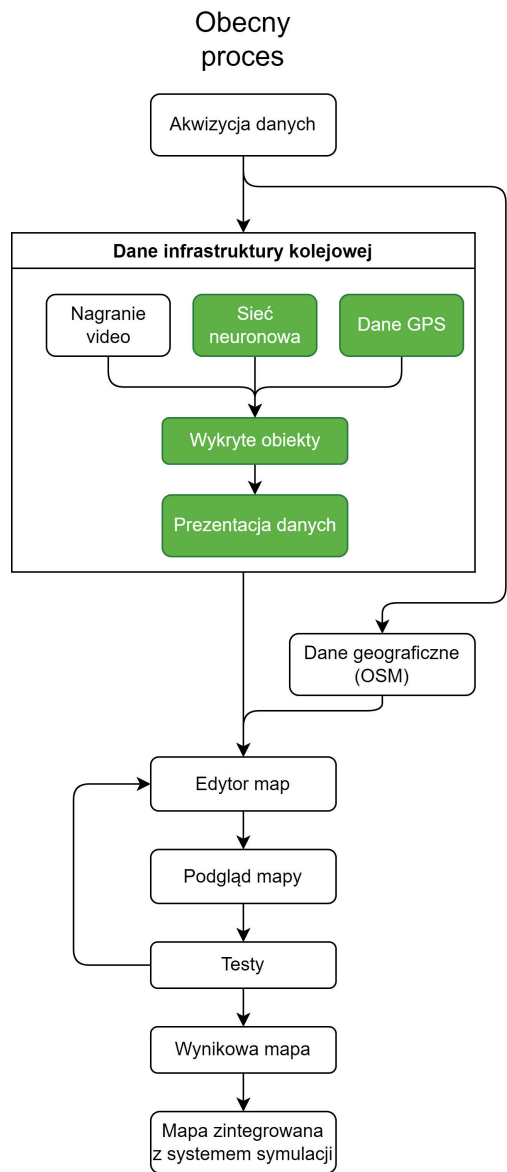 Obecny
proces
Akwizycja danych
Dane infrastruktury kolejowej
Nagranie
video
Sieć
neuronowa
Dane GPS
Wykryte obiekty
Prezentacja danych
Dane geograficzne
(OSM)
Edytor map
Podgląd mapy
Testy
Wynikowa mapa
Mapa zintegrowana
z systemem symulacji